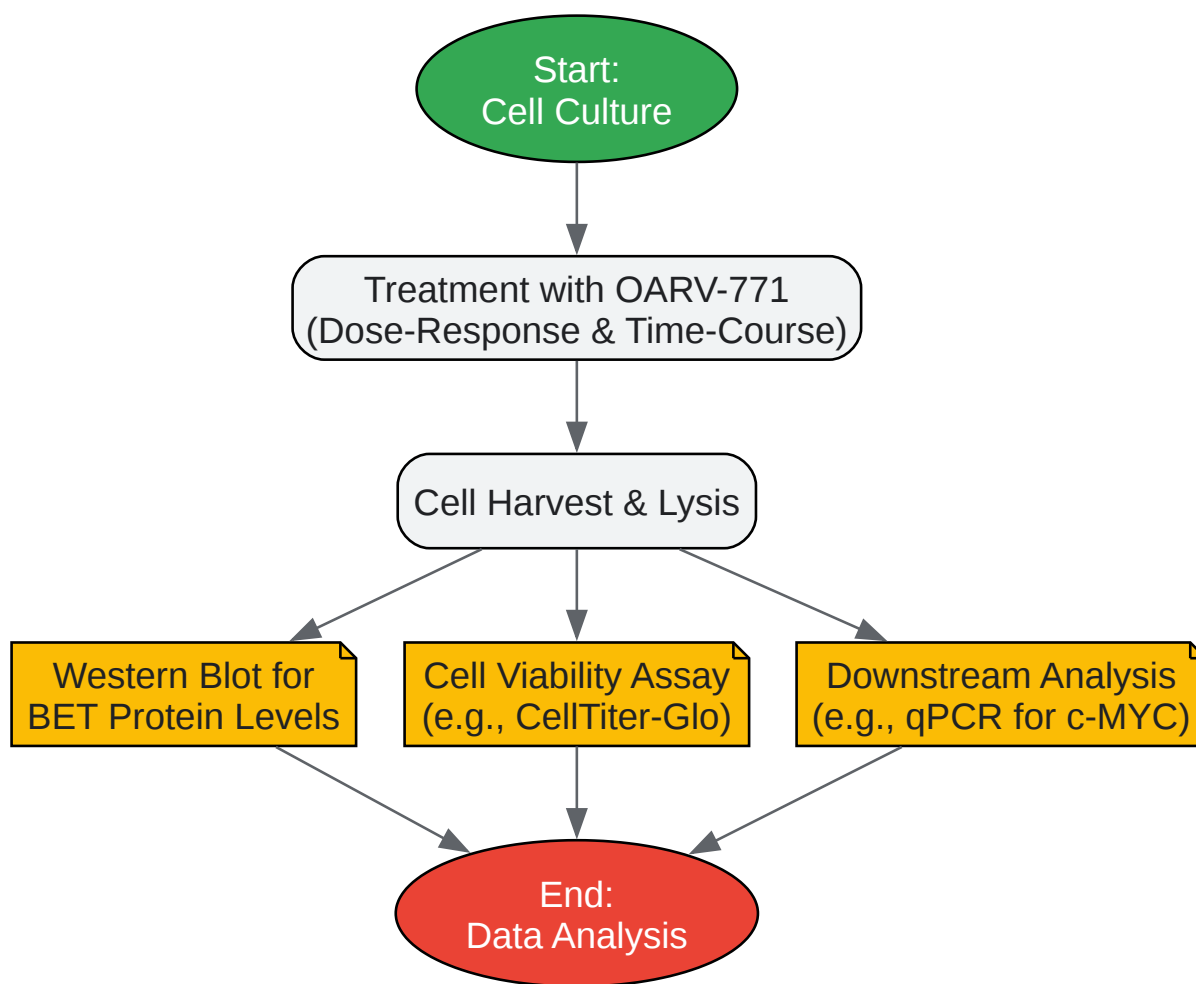 Start:
Cell Culture
Treatment with OARV-771
(Dose-Response & Time-Course)
Cell Harvest & Lysis
Western Blot for
BET Protein Levels
Cell Viability Assay
(e.g., CellTiter-Glo)
Downstream Analysis
(e.g., qPCR for c-MYC)
End:
Data Analysis